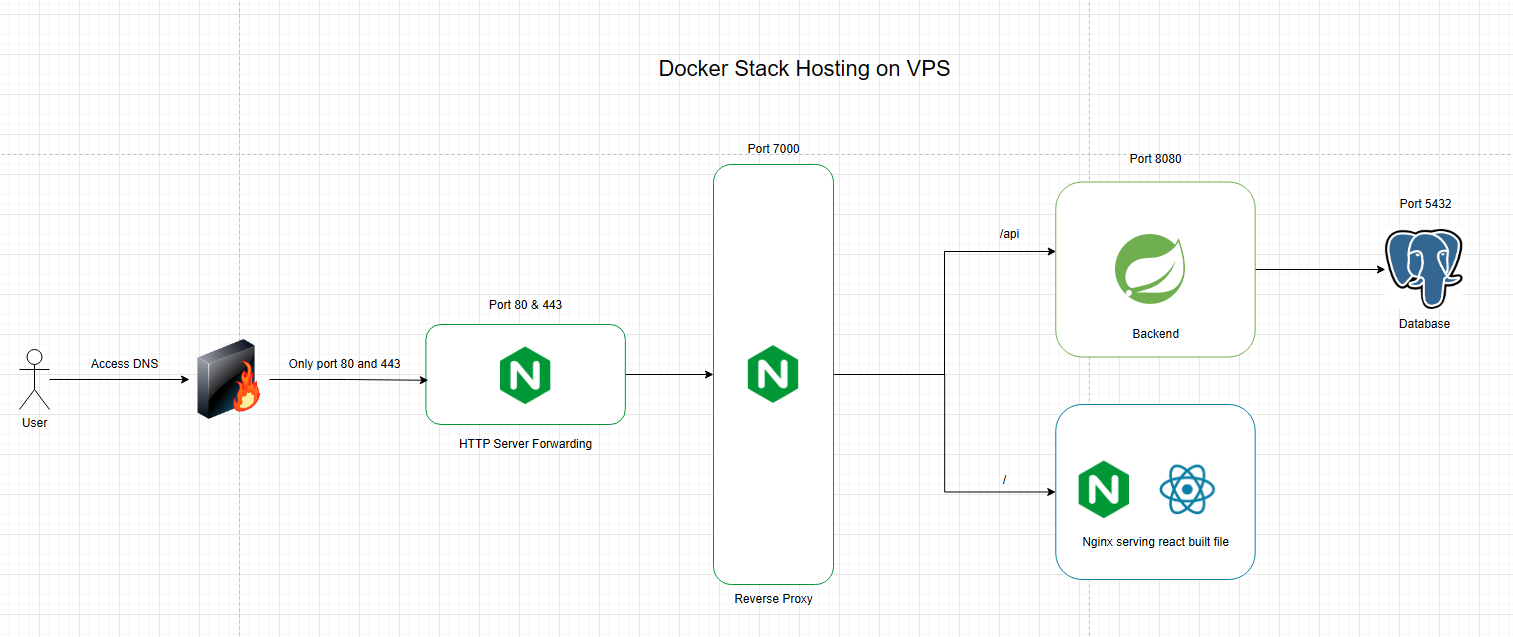 Docker Stack Hosting on VPS
Port 7000
Port 8080
Port 5432
/api
Port 80 & 443
Backend
Database
Access DNS
Only port 80 and 443
N
N
User
HTTP Server Forwarding
/
N
Nginx serving react built file
Reverse Proxy